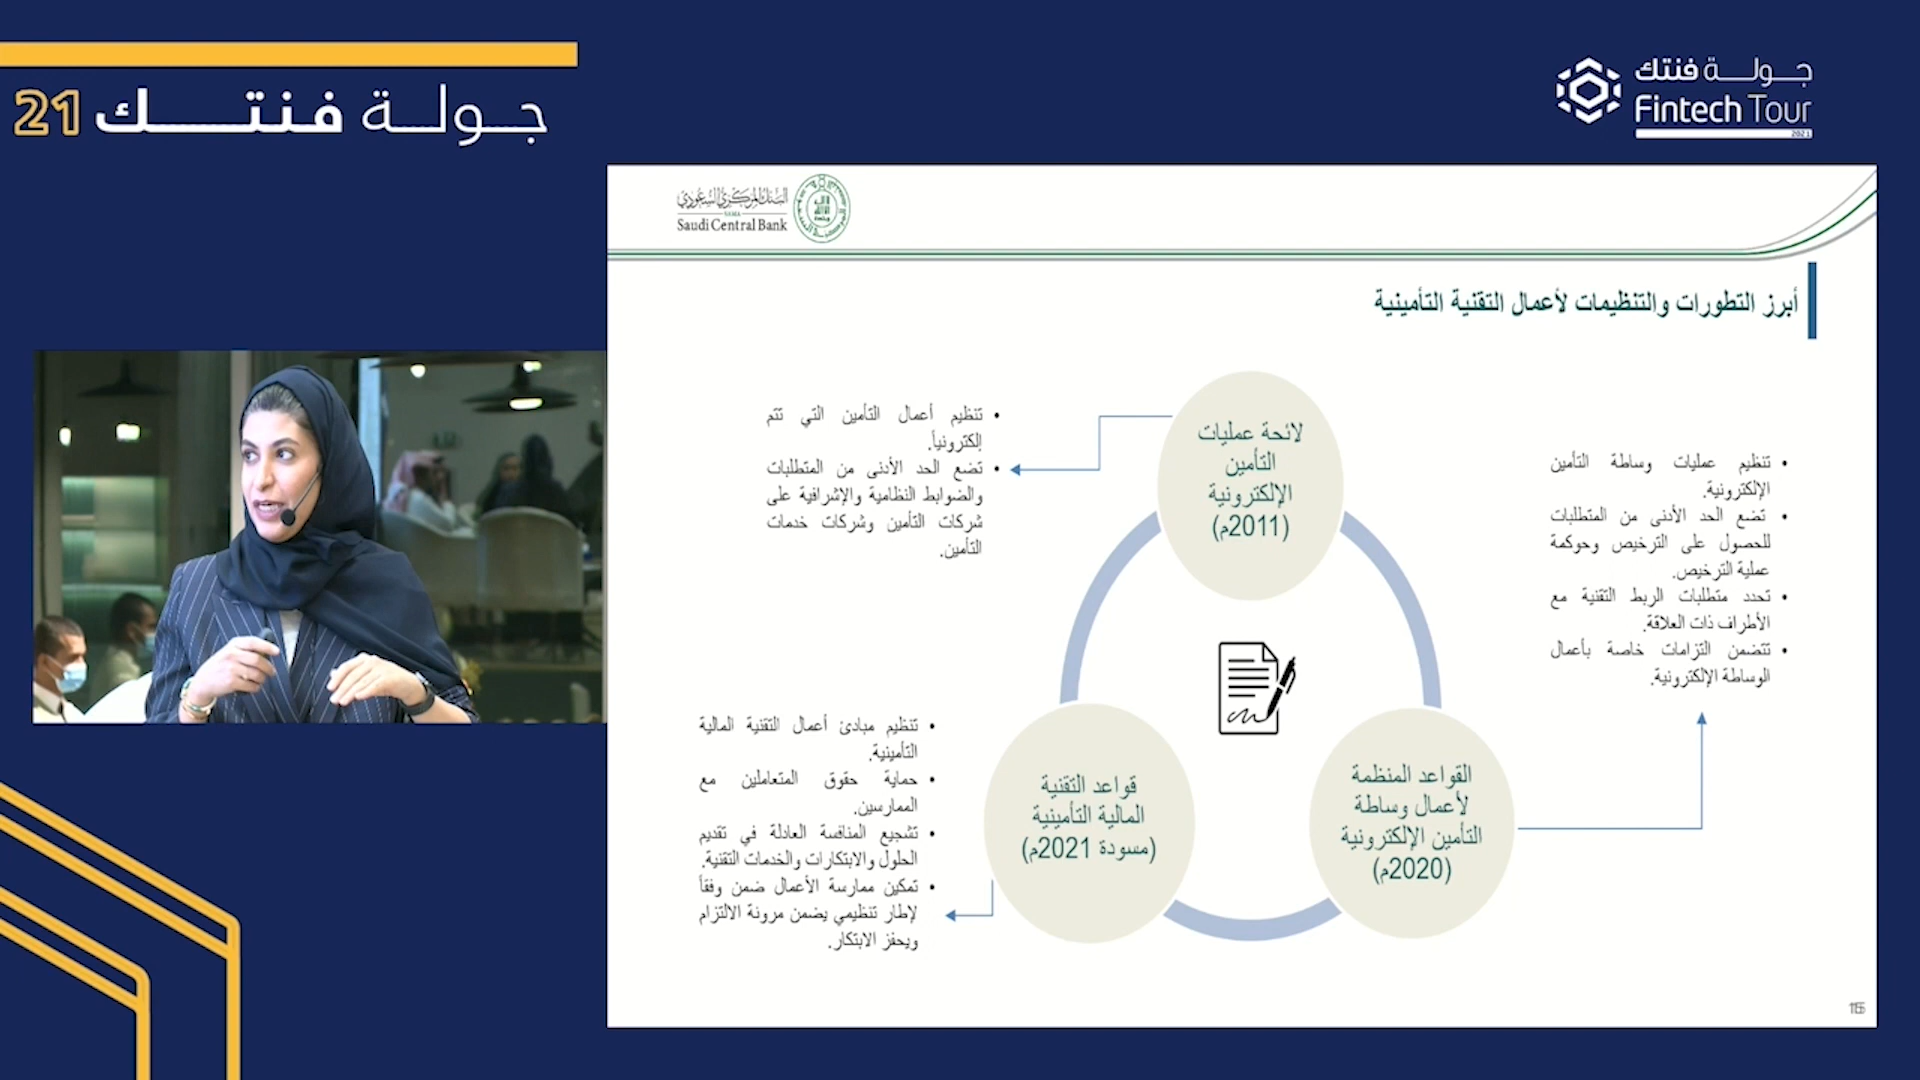 جولة فنتك 21
جولة فنتك
Fintech Tour
2021
البنك المركزي السعودي
SAMA
Saudi Central Bank
أبرز التطورات والتنظيمات لأعمال التقنية التأمينية
لائحة عمليات
التأمين
الإلكترونية
(2011م)
• تنظيم أعمال التأمين التي تتم
إلكترونياً.
• تضع الحد الأدنى من المتطلبات
والضوابط النظامية والإشرافية على
شركات التأمين وشركات خدمات
التأمين.
• تنظيم عمليات وساطة التأمين
الإلكترونية.
• تضع الحد الأدنى من المتطلبات
للحصول على الترخيص وحوكمة
عملية الترخيص.
• تحدد متطلبات الربط التقنية مع
الأطراف ذات العلاقة.
• تتضمن التزامات خاصة بأعمال
الوساطة الإلكترونية.
القواعد المنظمة
لأعمال وساطة
التأمين الإلكترونية
(2020م)
قواعد التقنية
المالية التأمينية
(مسودة 2021م)
• تنظيم مبادئ أعمال التقنية المالية
التأمينية.
• حماية حقوق المتعاملين مع
الممارسين.
• تشجيع المنافسة العادلة في تقديم
الحلول والابتكارات والخدمات التقنية.
• تمكين ممارسة الأعمال ضمن وفقاً
لإطار تنظيمي يضمن مرونة الالتزام
ويحفز الابتكار.